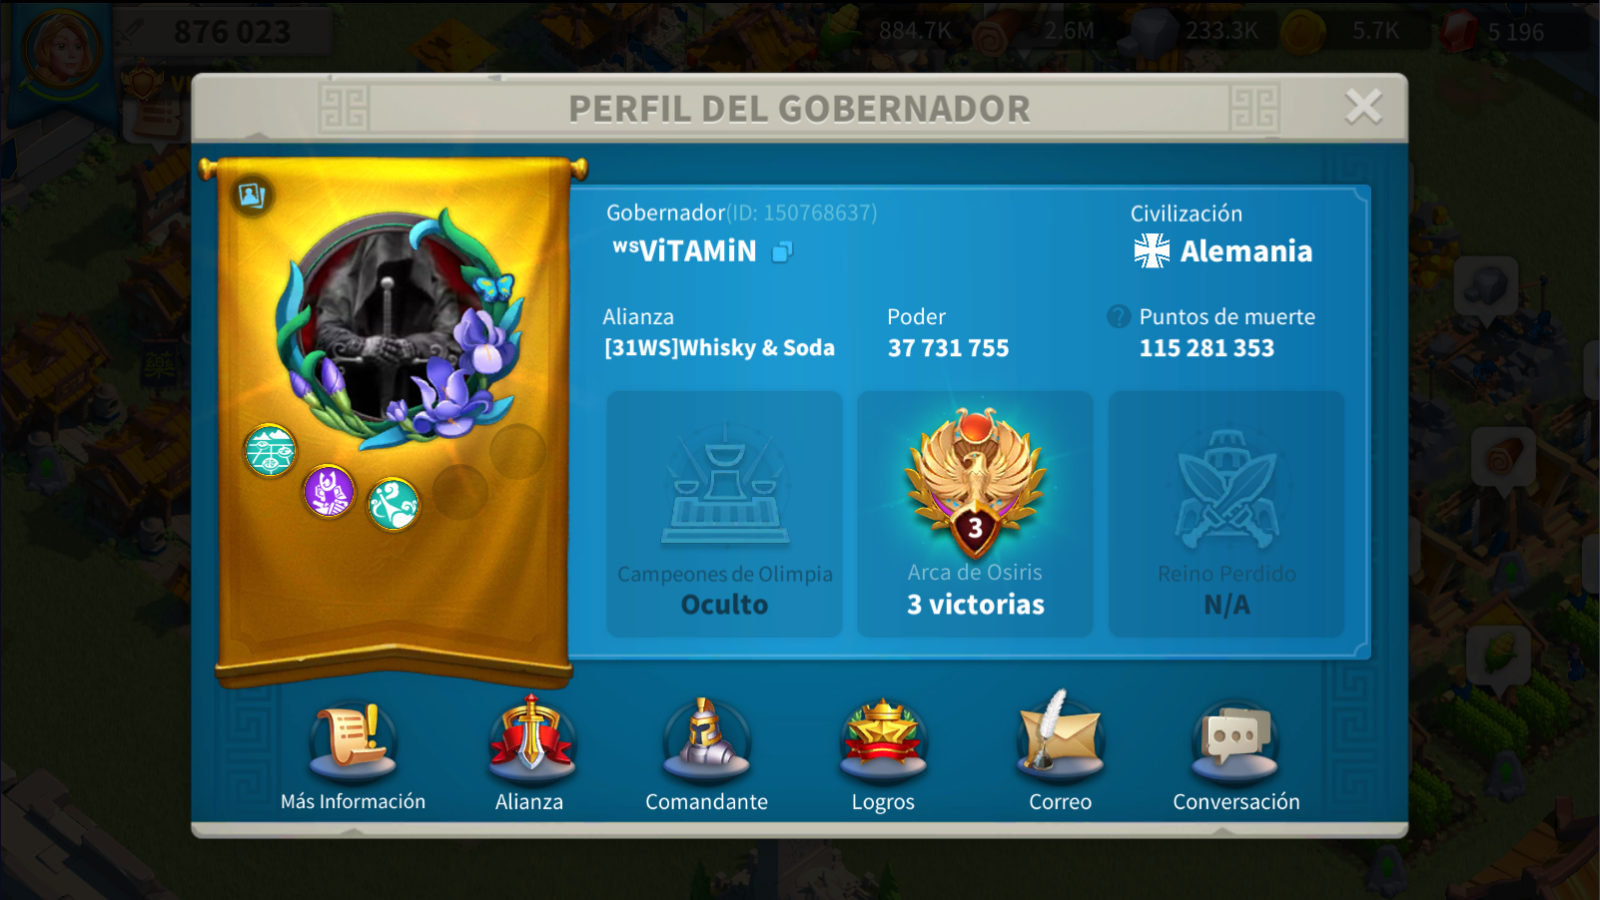 876 023
884.7K
2.6M
233.3K
5.7K
5 196
PERFIL DEL GOBERNADOR
Gobernador(ID: 150768637)
ᵂˢViTAMiN
Civilización
Alemania
Alianza
[31WS]Whisky & Soda
Poder
37 731 755
? Puntos de muerte
115 281 353
Campeones de Olimpia
Oculto
3
Arca de Osiris
3 victorias
Reino Perdido
N/A
Más Información
Alianza
Comandante
Logros
Correo
Conversación